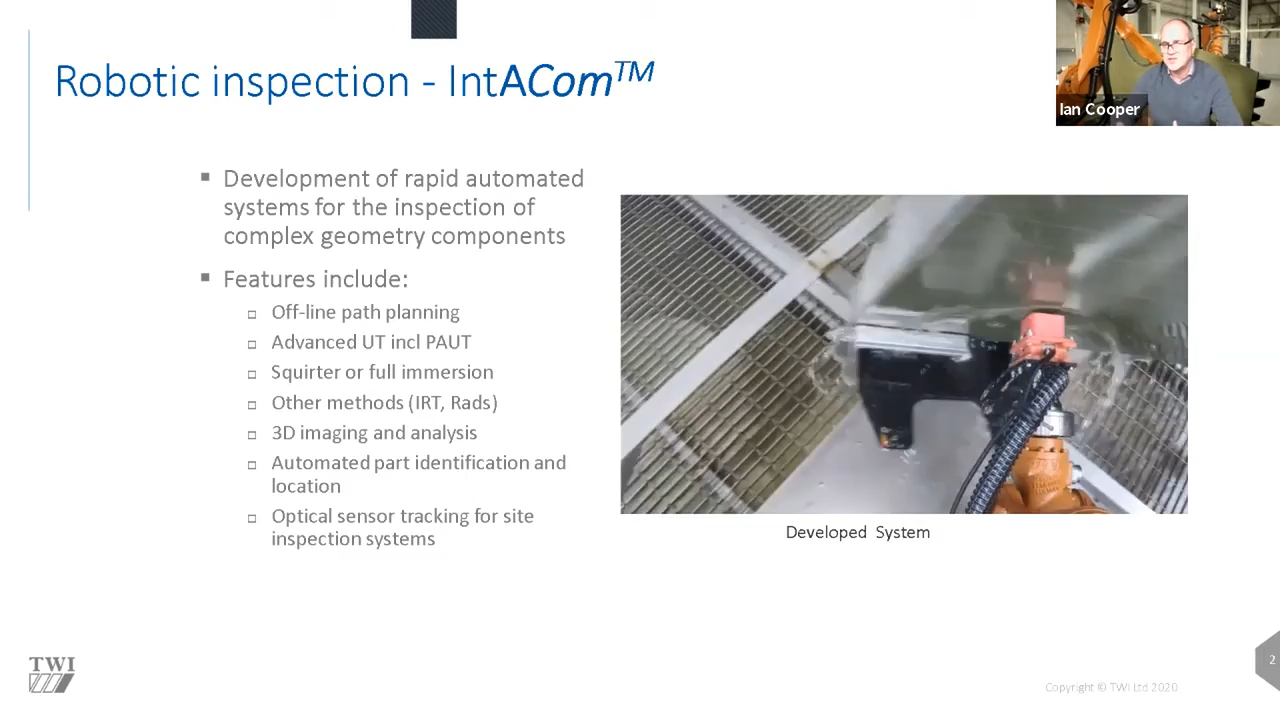 Robotic inspection - IntACom™
Ian Cooper
▪ Development of rapid automated
systems for the inspection of
complex geometry components
▪ Features include:
□ Off-line path planning
□ Advanced UT incl PAUT
□ Squirter or full immersion
□ Other methods (IRT, Rads)
□ 3D imaging and analysis
□ Automated part identification and
location
□ Optical sensor tracking for site
inspection systems
Developed System
TWI
Copyright © TWI Ltd 2020
2